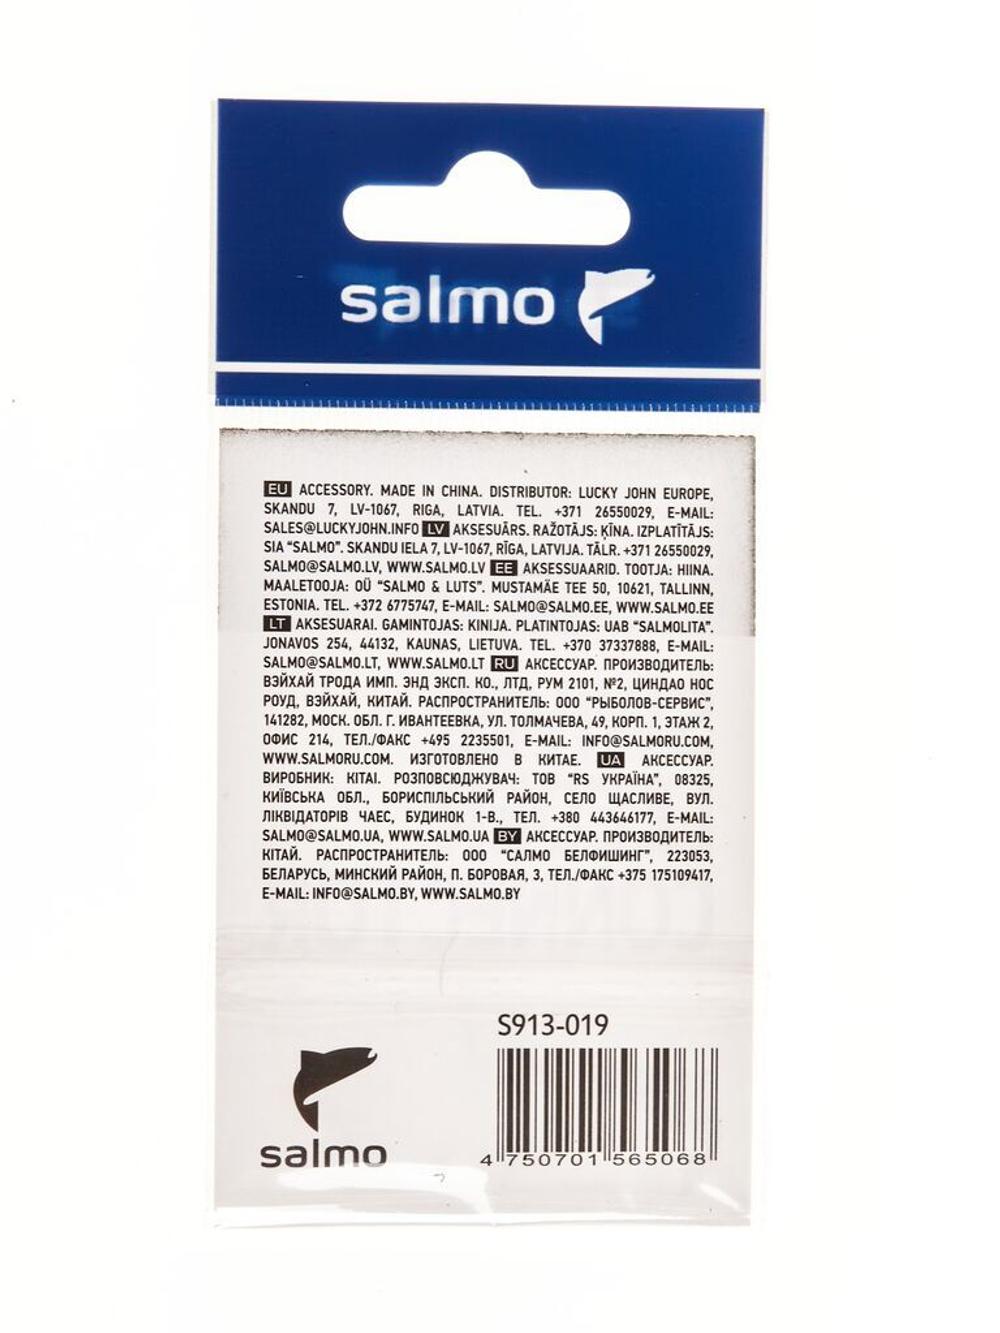 salmo
EU ACCESSORY. MADE IN CHINA. DISTRIBUTOR: LUCKY JOHN EUROPE,
SKANDU 7, LV-1067, RIGA, LATVIA. TEL. +371 26550029, E-MAIL:
SALES@LUCKYJOHN.INFO LV AKSESUĀRS. RAŽOTĀJS: ĶĪNA. IZPLATĪTĀJS:
SIA “SALMO”. SKANDU IELA 7, LV-1067, RĪGA, LATVIJA. TĀLR. +371 26550029,
SALMO@SALMO.LV, WWW.SALMO.LV EE AKSESSUAARID. TOOTJA: HIINA.
MAALETOOJA: OÜ “SALMO & LUTS”. MUSTAMÄE TEE 50, 10621, TALLINN,
ESTONIA. TEL. +372 6775747, E-MAIL: SALMO@SALMO.EE, WWW.SALMO.EE
LT AKSESUARAI. GAMINTOJAS: KINIJA. PLATINTOJAS: UAB “SALMOLITA”.
JONAVOS 254, 44132, KAUNAS, LIETUVA. TEL. +370 37337888, E-MAIL:
SALMO@SALMO.LT, WWW.SALMO.LT RU АКСЕССУАР. ПРОИЗВОДИТЕЛЬ:
ВЭЙХАЙ ТРОДА ИМП. ЭНД ЭКСП. КО., ЛТД, РУМ 2101, №2, ЦИНДАО НОС
РОУД, ВЭЙХАЙ, КИТАЙ. РАСПРОСТРАНИТЕЛЬ: ООО “РЫБОЛОВ-СЕРВИС”,
141282, МОСК. ОБЛ. Г. ИВАНТЕЕВКА, УЛ. ТОЛМАЧЕВА, 49, КОРП. 1, ЭТАЖ 2,
ОФИС 214, ТЕЛ./ФАКС +495 2235501, E-MAIL: INFO@SALMORU.COM,
WWW.SALMORU.COM. ИЗГОТОВЛЕНО В КИТАЕ. UA АКСЕССУАР.
ВИРОБНИК: КІТАІ. РОЗПОВСЮДЖУВАЧ: ТОВ “RS УКРАЇНА”, 08325,
КИЇВСЬКА ОБЛ., БОРИСПІЛЬСЬКИЙ РАЙОН, СЕЛО ЩАСЛИВЕ, ВУЛ.
ЛІКВІДАТОРІВ ЧАЕС, БУДИНОК 1-В., ТЕЛ. +380 443646177, E-MAIL:
SALMO@SALMO.UA, WWW.SALMO.UA BY АКСЕССУАР. ПРОИЗВОДИТЕЛЬ:
КІТАЙ. РАСПРОСТРАНИТЕЛЬ: ООО “САЛМО БЕЛФИШИНГ”, 223053,
БЕЛАРУСЬ, МИНСКИЙ РАЙОН, П. БОРОВАЯ, 3, ТЕЛ./ФАКС +375 175109417,
E-MAIL: INFO@SALMO.BY, WWW.SALMO.BY
S913-019
salmo
4 750701 565068